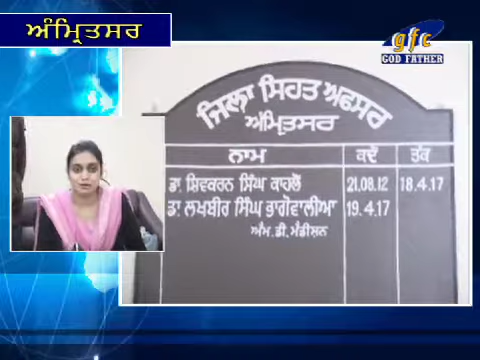 ਅੰਮ੍ਰਿਤਸਰ
gfc
GOD FATHER
ਜਿਲਾ ਸਿਹਤ ਅਫਸਰ
ਅੰਮ੍ਰਿਤਸਰ
ਨਾਮ ਕਦੋਂ ਤੱਕ
ਡਾ. ਸ਼ਿਵਕਰਨ ਸਿੰਘ ਕਾਹਲੋਂ 21.08.12 18.4.17
ਡਾ. ਲਖਬੀਰ ਸਿੰਘ ਭਾਗੋਵਾਲੀਆ 19.4.17
ਐਮ.ਡੀ. ਮੈਡੀਸਨ